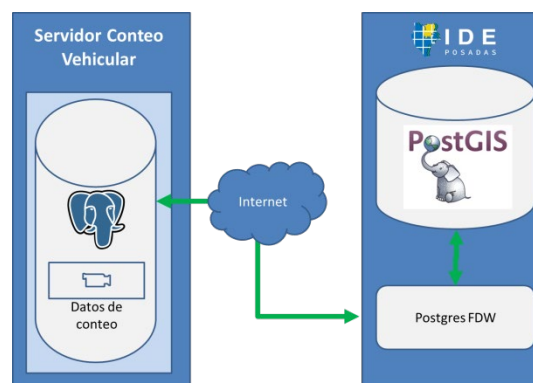 Servidor Conteo
Vehicular
Datos de
conteo
Internet
IDE
POSADAS
PostGIS
Postgres FDW